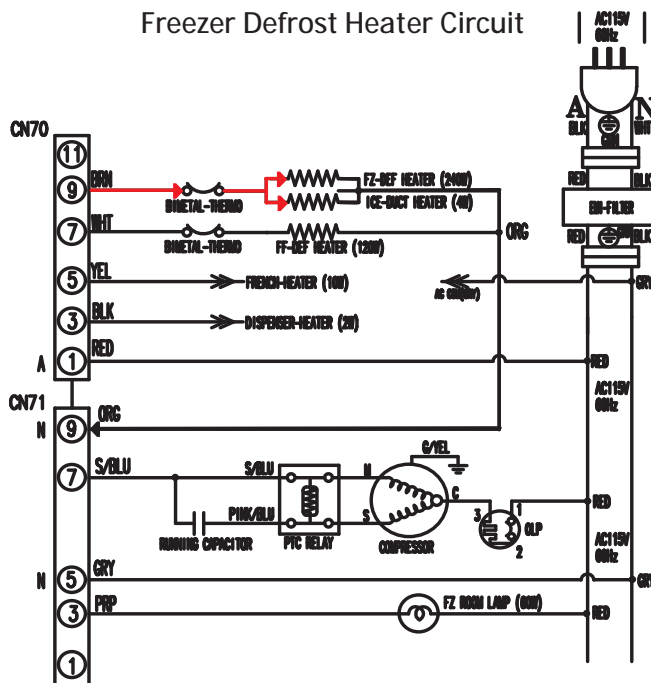 Freezer Defrost Heater Circuit
AC115V
60Hz
A
N
BLK
WHT
CN70
11
9
BRN
BIMETAL-THERMO
FZ-DEF HEATER (240W)
ICE-DUCT HEATER (4W)
RED
BLK
EMI-FILTER
7
WHT
BIMETAL-THERMO
FF-DEF HEATER (120W)
ORG
RED
BLK
5
YEL
FRENCH-HEATER (10W)
GRY
3
BLK
DISPENSER-HEATER (2W)
A
1
RED
RED
AC115V
60Hz
CN71
N
9
ORG
7
S/BLU
S/BLU
M
G/YEL
C
PINK/BLU
S
3
1
2
OLP
RED
RUNNING CAPACITOR
PTC RELAY
COMPRESSOR
AC115V
60Hz
N
5
GRY
GRY
3
PRP
FZ ROOM LAMP (60W)
RED
1